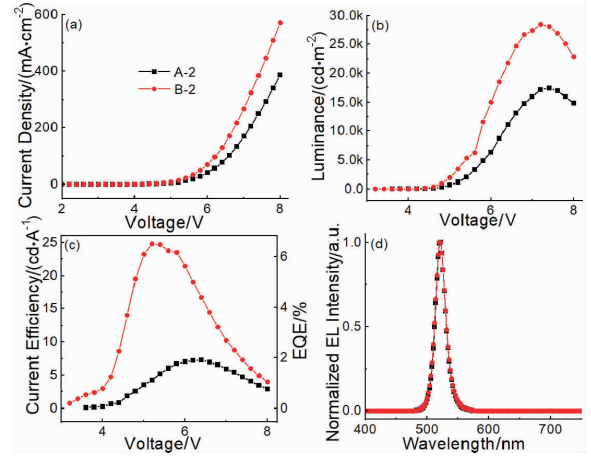 (a)
A-2
B-2
Current Density/(mA•cm⁻²)
600
400
200
0
2
4
6
8
Voltage/V
(b)
Luminance/(cd•m⁻²)
30.0k
25.0k
20.0k
15.0k
10.0k
5.0k
0.0
4
5
6
7
8
Voltage/V
(c)
Current Efficiency/(cd•A⁻¹)
25
20
15
10
5
0
EQE/%
6
4
2
0
4
6
8
Voltage/V
(d)
Normalized EL Intensity/a.u.
1.0
0.5
0.0
400
500
600
700
Wavelength/nm